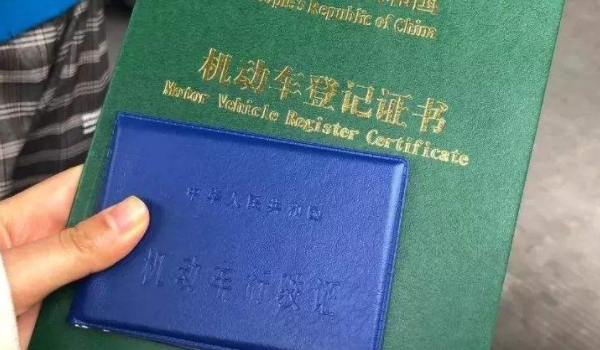 People's Republic of China
机动车登记证书
Motor Vehicle Register Certificate
中华人民共和国
机动车行驶证